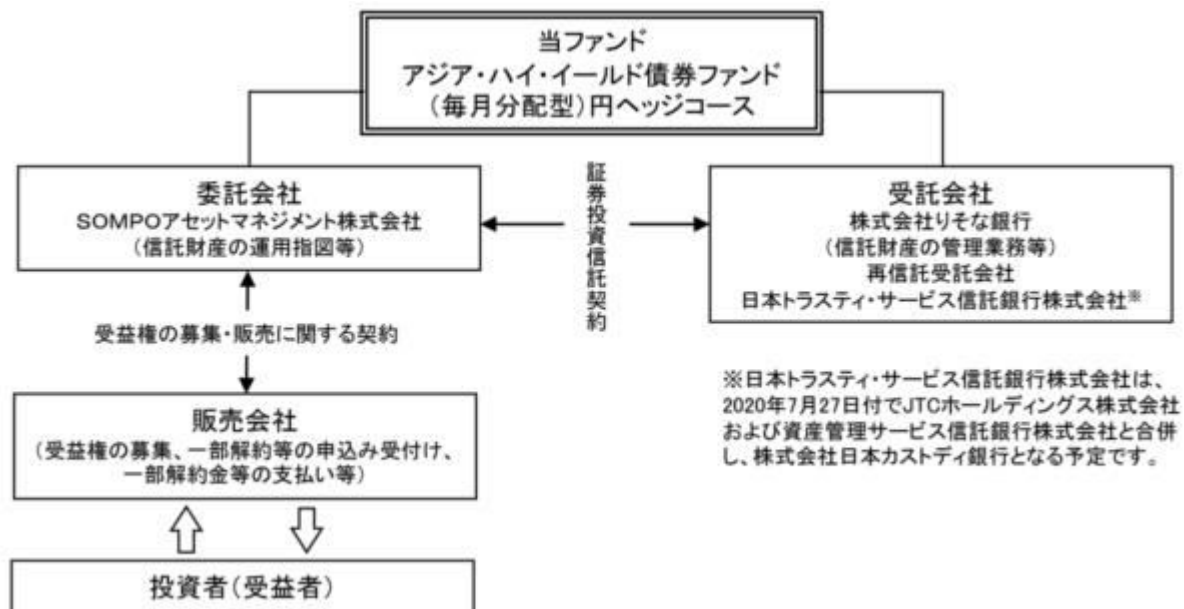 当ファンド
アジア・ハイ・イールド債券ファンド
(毎月分配型)円ヘッジコース
委託会社
SOMPOアセットマネジメント株式会社
(信託財産の運用指図等)
証券投資信託契約
受託会社
株式会社りそな銀行
(信託財産の管理業務等)
再信託受託会社
日本トラスティ・サービス信託銀行株式会社※
受益権の募集・販売に関する契約
※日本トラスティ・サービス信託銀行株式会社は、
2020年7月27日付でJTCホールディングス株式会社
および資産管理サービス信託銀行株式会社と合併
し、株式会社日本カストディ銀行となる予定です。
販売会社
(受益権の募集、一部解約等の申込み受付け、
一部解約金等の支払い等)
投資者(受益者)